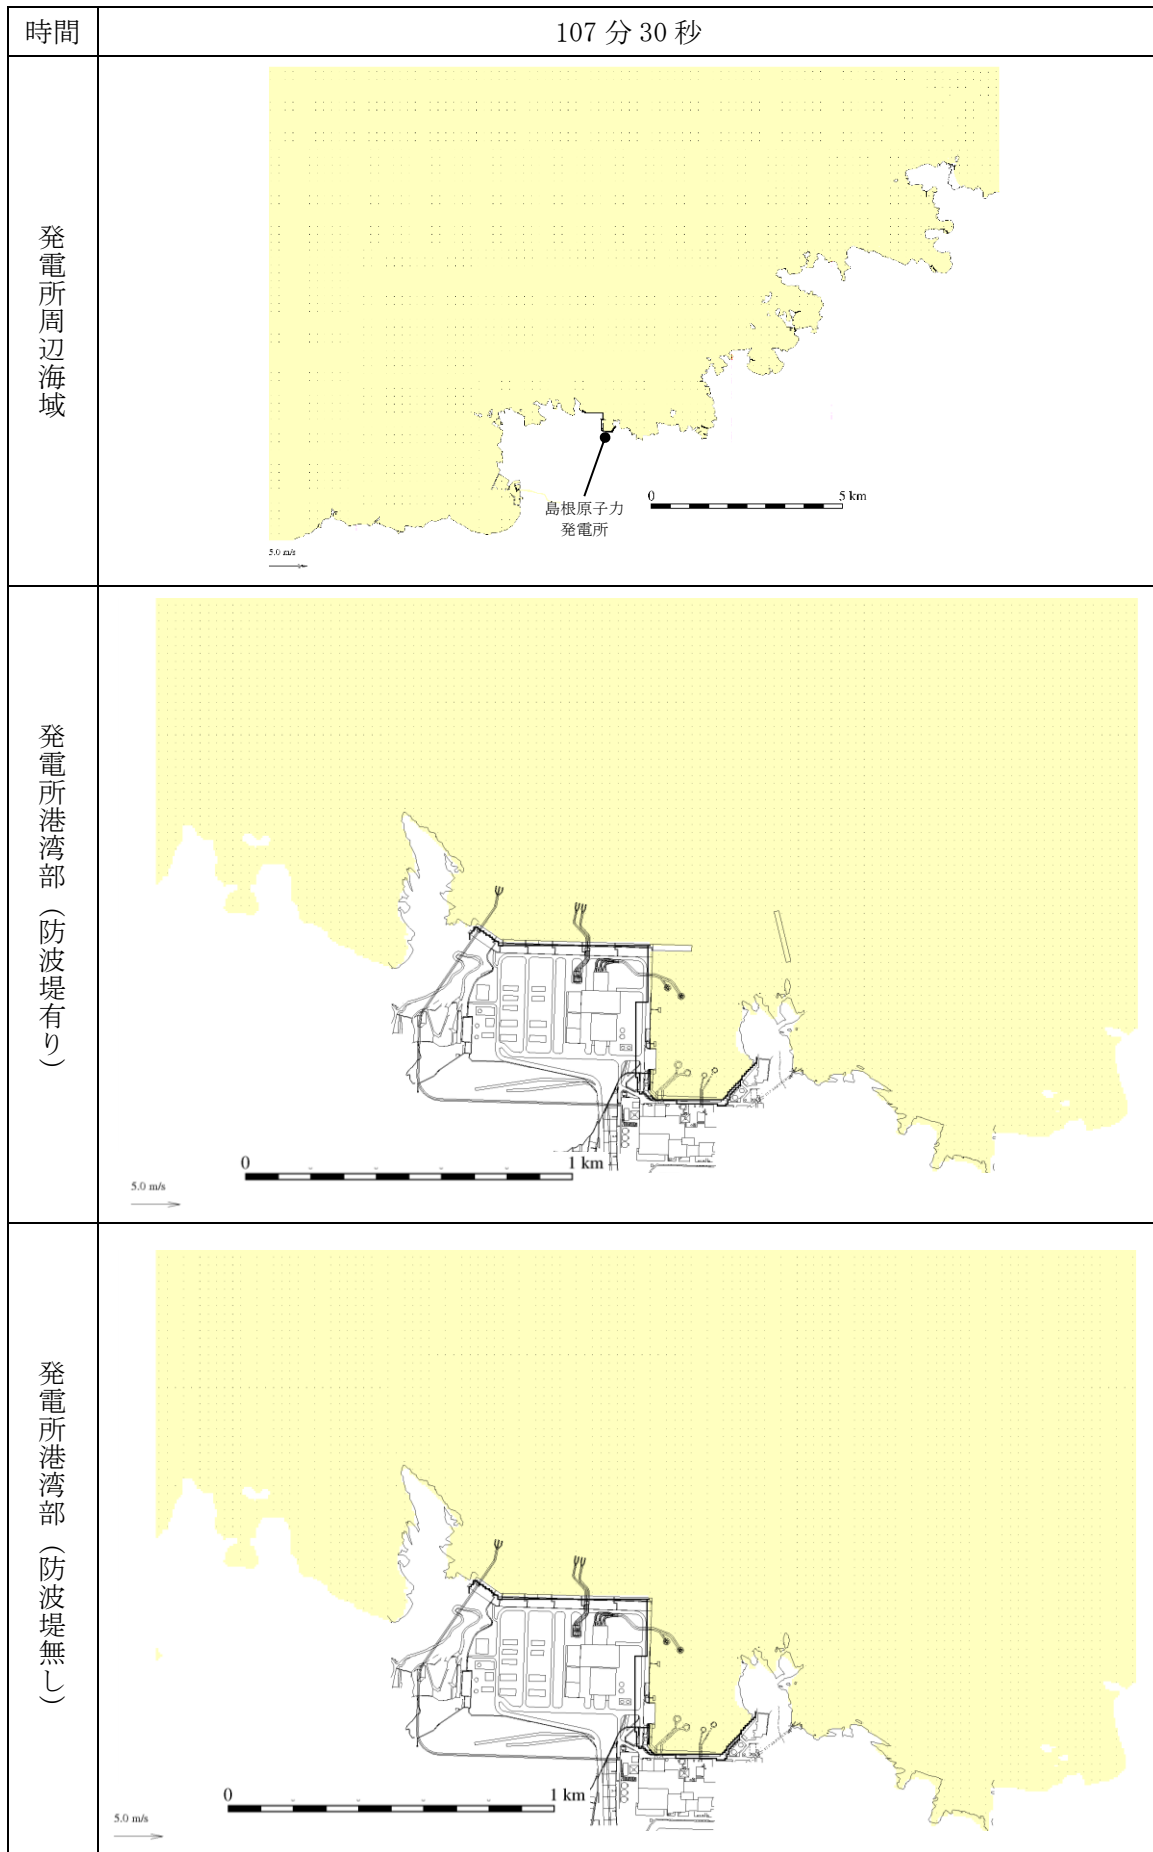 時間
107 分 30 秒
発電所周辺海域
島根原子力
発電所
0
5 km
5.0 m/s
発電所港湾部（防波堤有り）
0
1 km
5.0 m/s
発電所港湾部（防波堤無し）
0
1 km
5.0 m/s